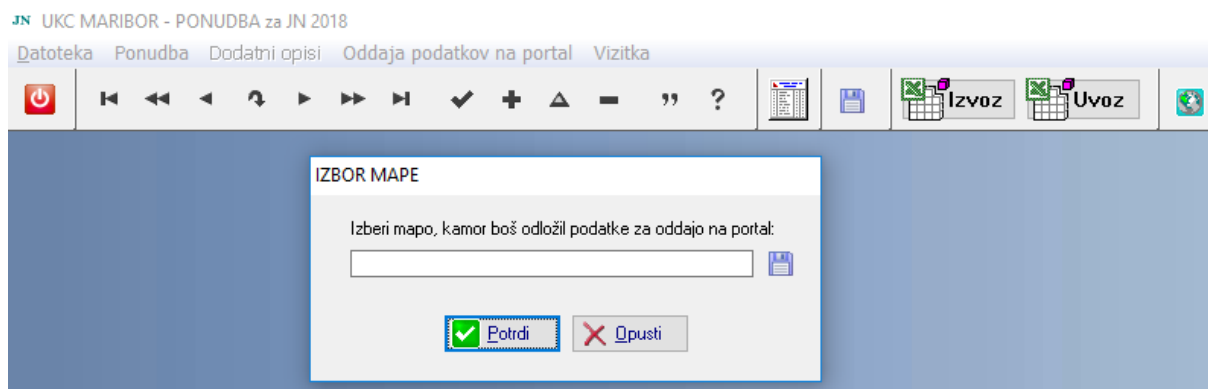 JN UKC MARIBOR - PONUDBA za JN 2018
Datoteka Ponudba Dodatni opisi Oddaja podatkov na portal Vizitka
Izvoz Uvoz
IZBOR MAPE
Izberi mapo, kamor boš odložil podatke za oddajo na portal:
Potrdi Opusti